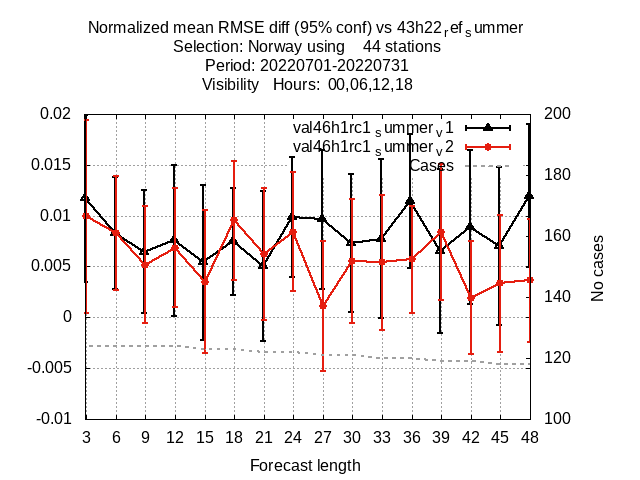 Normalized mean RMSE diff (95% conf) vs 43h22refsummer
Selection: Norway using 44 stations
Period: 20220701-20220731
Visibility Hours: 00,06,12,18
val46h1rc1summerv1
val46h1rc1summerv2
Cases
0.02
0.015
0.01
0.005
0
-0.005
-0.01
200
180
160
140
120
100
No cases
3 6 9 12 15 18 21 24 27 30 33 36 39 42 45 48
Forecast length